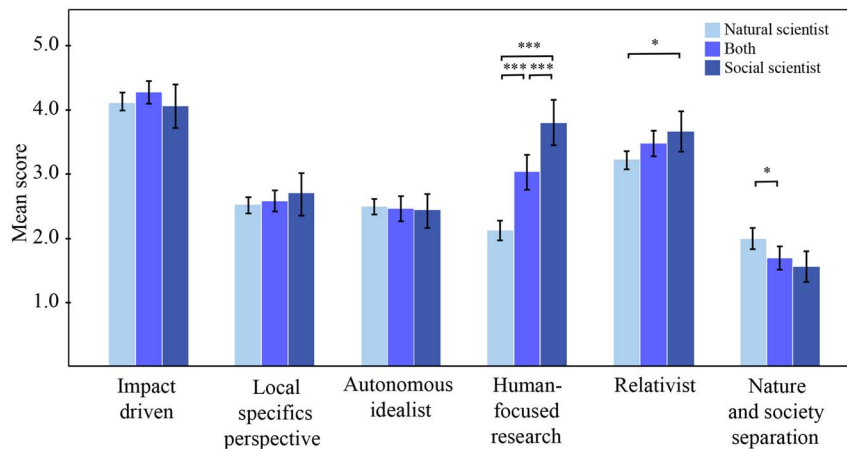 5.0
4.0
3.0
2.0
1.0
Mean score
Natural scientist
Both
Social scientist
***
*** ***
*
*
Impact
driven
Local
specifics
perspective
Autonomous
idealist
Human-
focused
research
Relativist
Nature
and society
separation